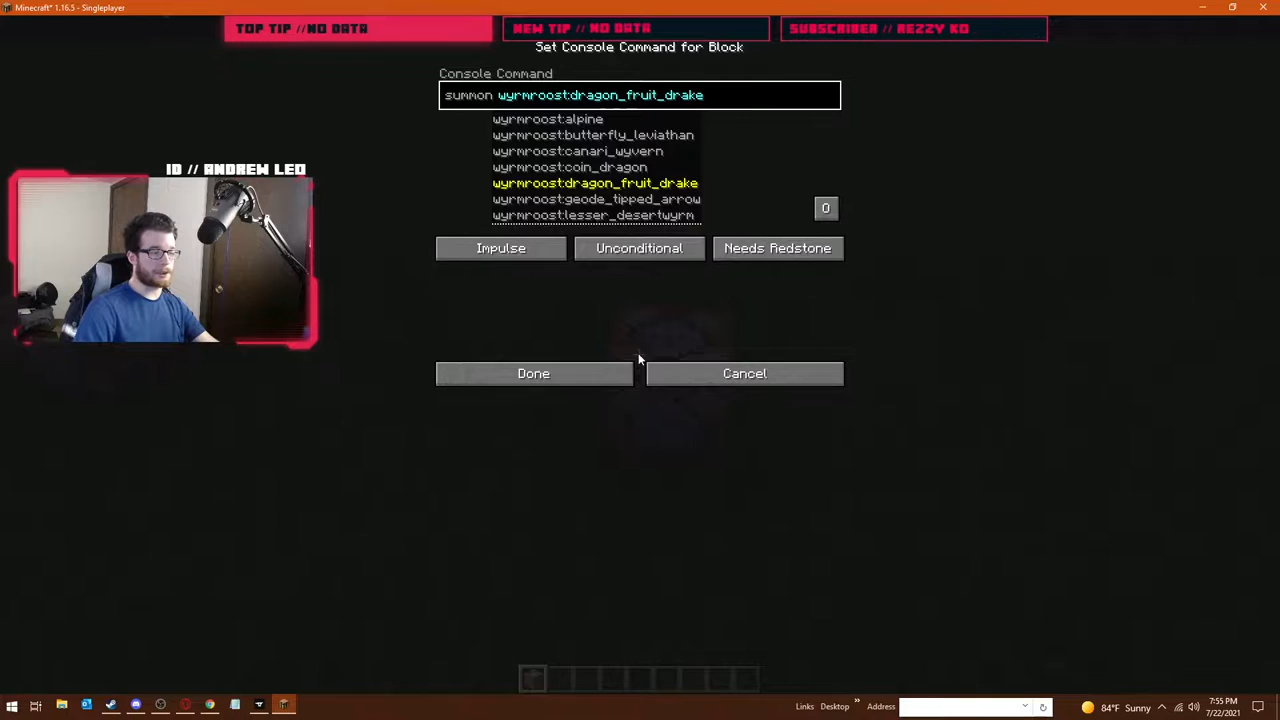 Minecraft* 1.16.5 - Singleplayer
TOP TIP //NO DATA
NEW TIP // NO DATA
SUBSCRIBER // REZZY KO
Set Console Command for Block
Console Command
summon wyrmroost:dragon_fruit_drake
wyrmroost:alpine
wyrmroost:butterfly_leviathan
wyrmroost:canari_wyvern
wyrmroost:coin_dragon
wyrmroost:dragon_fruit_drake
wyrmroost:geode_tipped_arrow
wyrmroost:lesser_desertwyrm
ID // ANDREW LEO
O
Impulse
Unconditional
Needs Redstone
Done
Cancel
Links
Desktop
»
Address
84°F Sunny
7:55 PM
7/22/2021